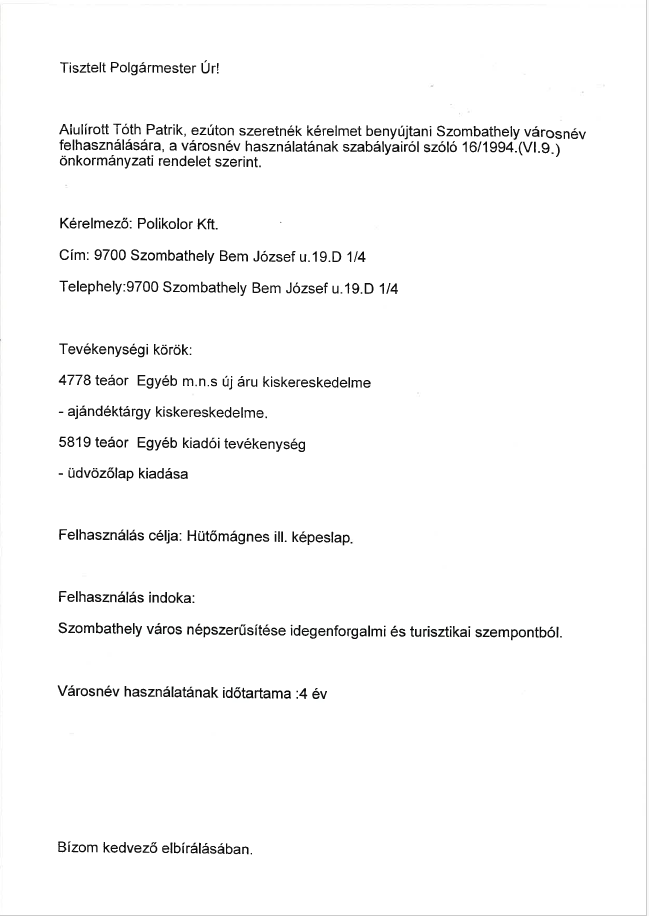 Tisztelt Polgármester Úr!
Alulírott Tóth Patrik, ezúton szeretnék kérelmet benyújtani Szombathely városnév
felhasználására, a városnév használatának szabályairól szóló 16/1994.(VI.9.)
önkormányzati rendelet szerint.
Kérelmező: Polikolor Kft.
Cím: 9700 Szombathely Bem József u.19.D 1/4
Telephely:9700 Szombathely Bem József u.19.D 1/4
Tevékenységi körök:
4778 teáor Egyéb m.n.s új áru kiskereskedelme
- ajándéktárgy kiskereskedelme.
5819 teáor Egyéb kiadói tevékenység
- üdvözőlap kiadása
Felhasználás célja: Hütőmágnes ill. képeslap.
Felhasználás indoka:
Szombathely város népszerűsítése idegenforgalmi és turisztikai szempontból.
Városnév használatának időtartama :4 év
Bízom kedvező elbírálásában.